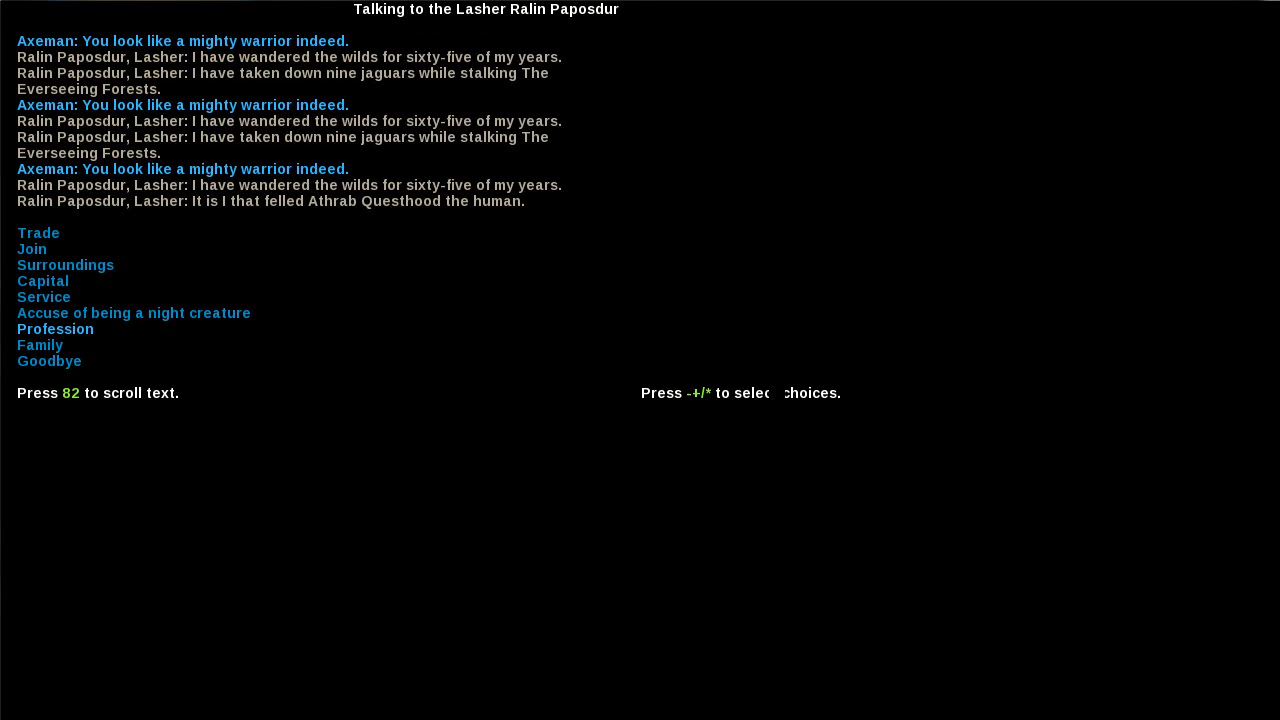 Talking to the Lasher Ralin Paposdur
Axeman: You look like a mighty warrior indeed.
Ralin Paposdur, Lasher: I have wandered the wilds for sixty-five of my years.
Ralin Paposdur, Lasher: I have taken down nine jaguars while stalking The
Everseeing Forests.
Axeman: You look like a mighty warrior indeed.
Ralin Paposdur, Lasher: I have wandered the wilds for sixty-five of my years.
Ralin Paposdur, Lasher: I have taken down nine jaguars while stalking The
Everseeing Forests.
Axeman: You look like a mighty warrior indeed.
Ralin Paposdur, Lasher: I have wandered the wilds for sixty-five of my years.
Ralin Paposdur, Lasher: It is I that felled Athrab Questhood the human.
Trade
Join
Surroundings
Capital
Service
Accuse of being a night creature
Profession
Family
Goodbye
Press 82 to scroll text.
Press -+/* to selec choices.